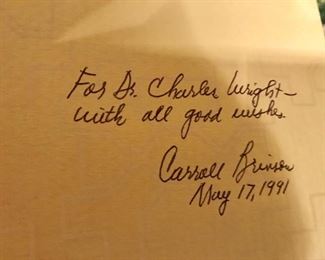 For Dr. Charles Wright–
with all good wishes.
Carroll Brinson
May 17, 1991